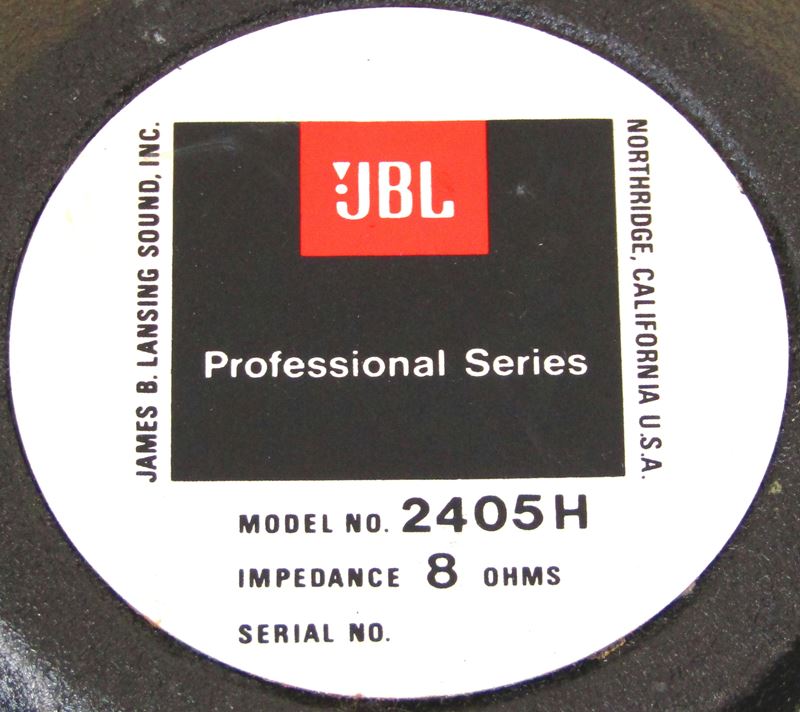 JAMES B. LANSING SOUND, INC.
JBL
Professional Series
NORTHRIDGE, CALIFORNIA U.S.A.
MODEL NO. 2405H
IMPEDANCE 8 OHMS
SERIAL NO.